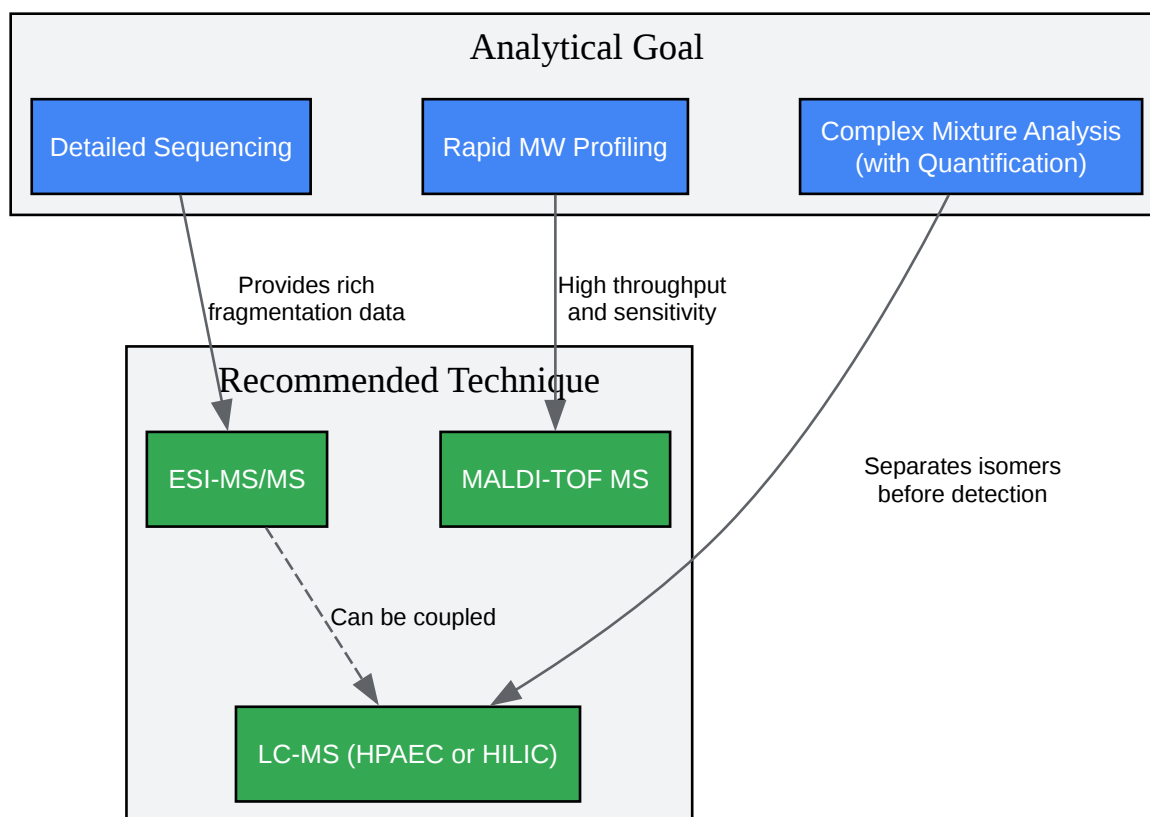 Analytical Goal
Detailed Sequencing
Rapid MW Profiling
Complex Mixture Analysis
(with Quantification)
Provides rich
fragmentation data
High throughput
and sensitivity
Recommended Technique
ESI-MS/MS
MALDI-TOF MS
Separates isomers
before detection
Can be coupled
LC-MS (HPAEC or HILIC)